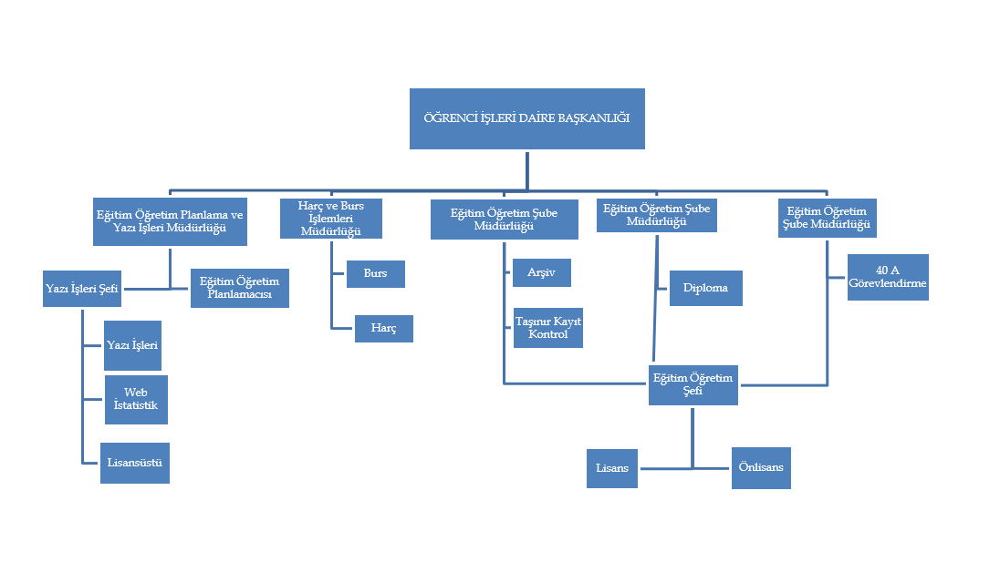 ÖĞRENCİ İŞLERİ DAİRE BAŞKANLIĞI
Eğitim Öğretim Planlama ve
Yazı İşleri Müdürlüğü
Harç ve Burs
İşlemleri
Müdürlüğü
Eğitim Öğretim Şube
Müdürlüğü
Eğitim Öğretim Şube
Müdürlüğü
Eğitim Öğretim
Şube Müdürlüğü
Yazı İşleri Şefi
Eğitim Öğretim
Planlamacısı
Burs
Arşiv
Diploma
40 A
Görevlendirme
Yazı İşleri
Harç
Taşınır Kayıt
Kontrol
Web
İstatistik
Eğitim Öğretim
Şefi
Lisansüstü
Lisans
Önlisans